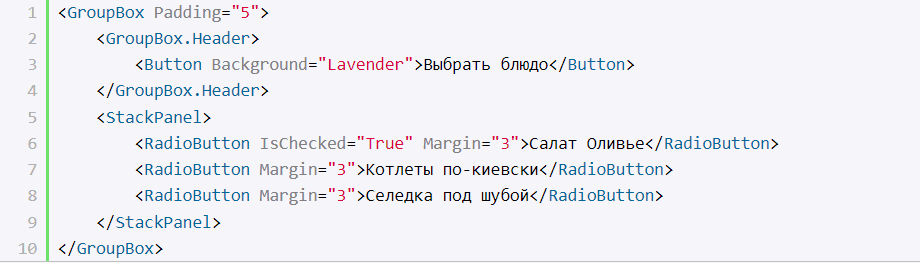 1 <GroupBox Padding="5">
2     <GroupBox.Header>
3         <Button Background="Lavender">Выбрать блюдо</Button>
4     </GroupBox.Header>
5     <StackPanel>
6         <RadioButton IsChecked="True" Margin="3">Салат Оливье</RadioButton>
7         <RadioButton Margin="3">Котлеты по-киевски</RadioButton>
8         <RadioButton Margin="3">Селедка под шубой</RadioButton>
9     </StackPanel>
10 </GroupBox>